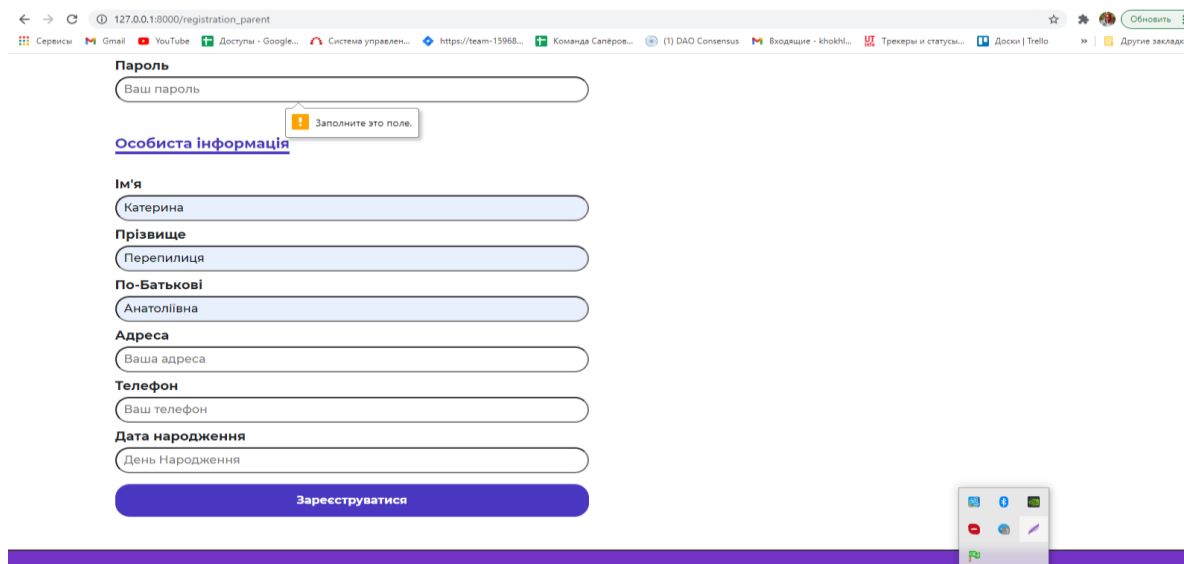 127.0.0.1:8000/registration_parent
Обновить
Сервисы Gmail YouTube Доступы - Google... Система управлен... https://team-15968... Команда Сапёров... (1) DAO Consensus Входящие - khokhl... Трекеры и статусы... Доски | Trello » Другие закладк
Пароль
Ваш пароль
Заполните это поле.
Особиста інформація
Ім'я
Катерина
Прізвище
Перепилиця
По-Батькові
Анатоліївна
Адреса
Ваша адреса
Телефон
Ваш телефон
Дата народження
День Народження
Зареєструватися